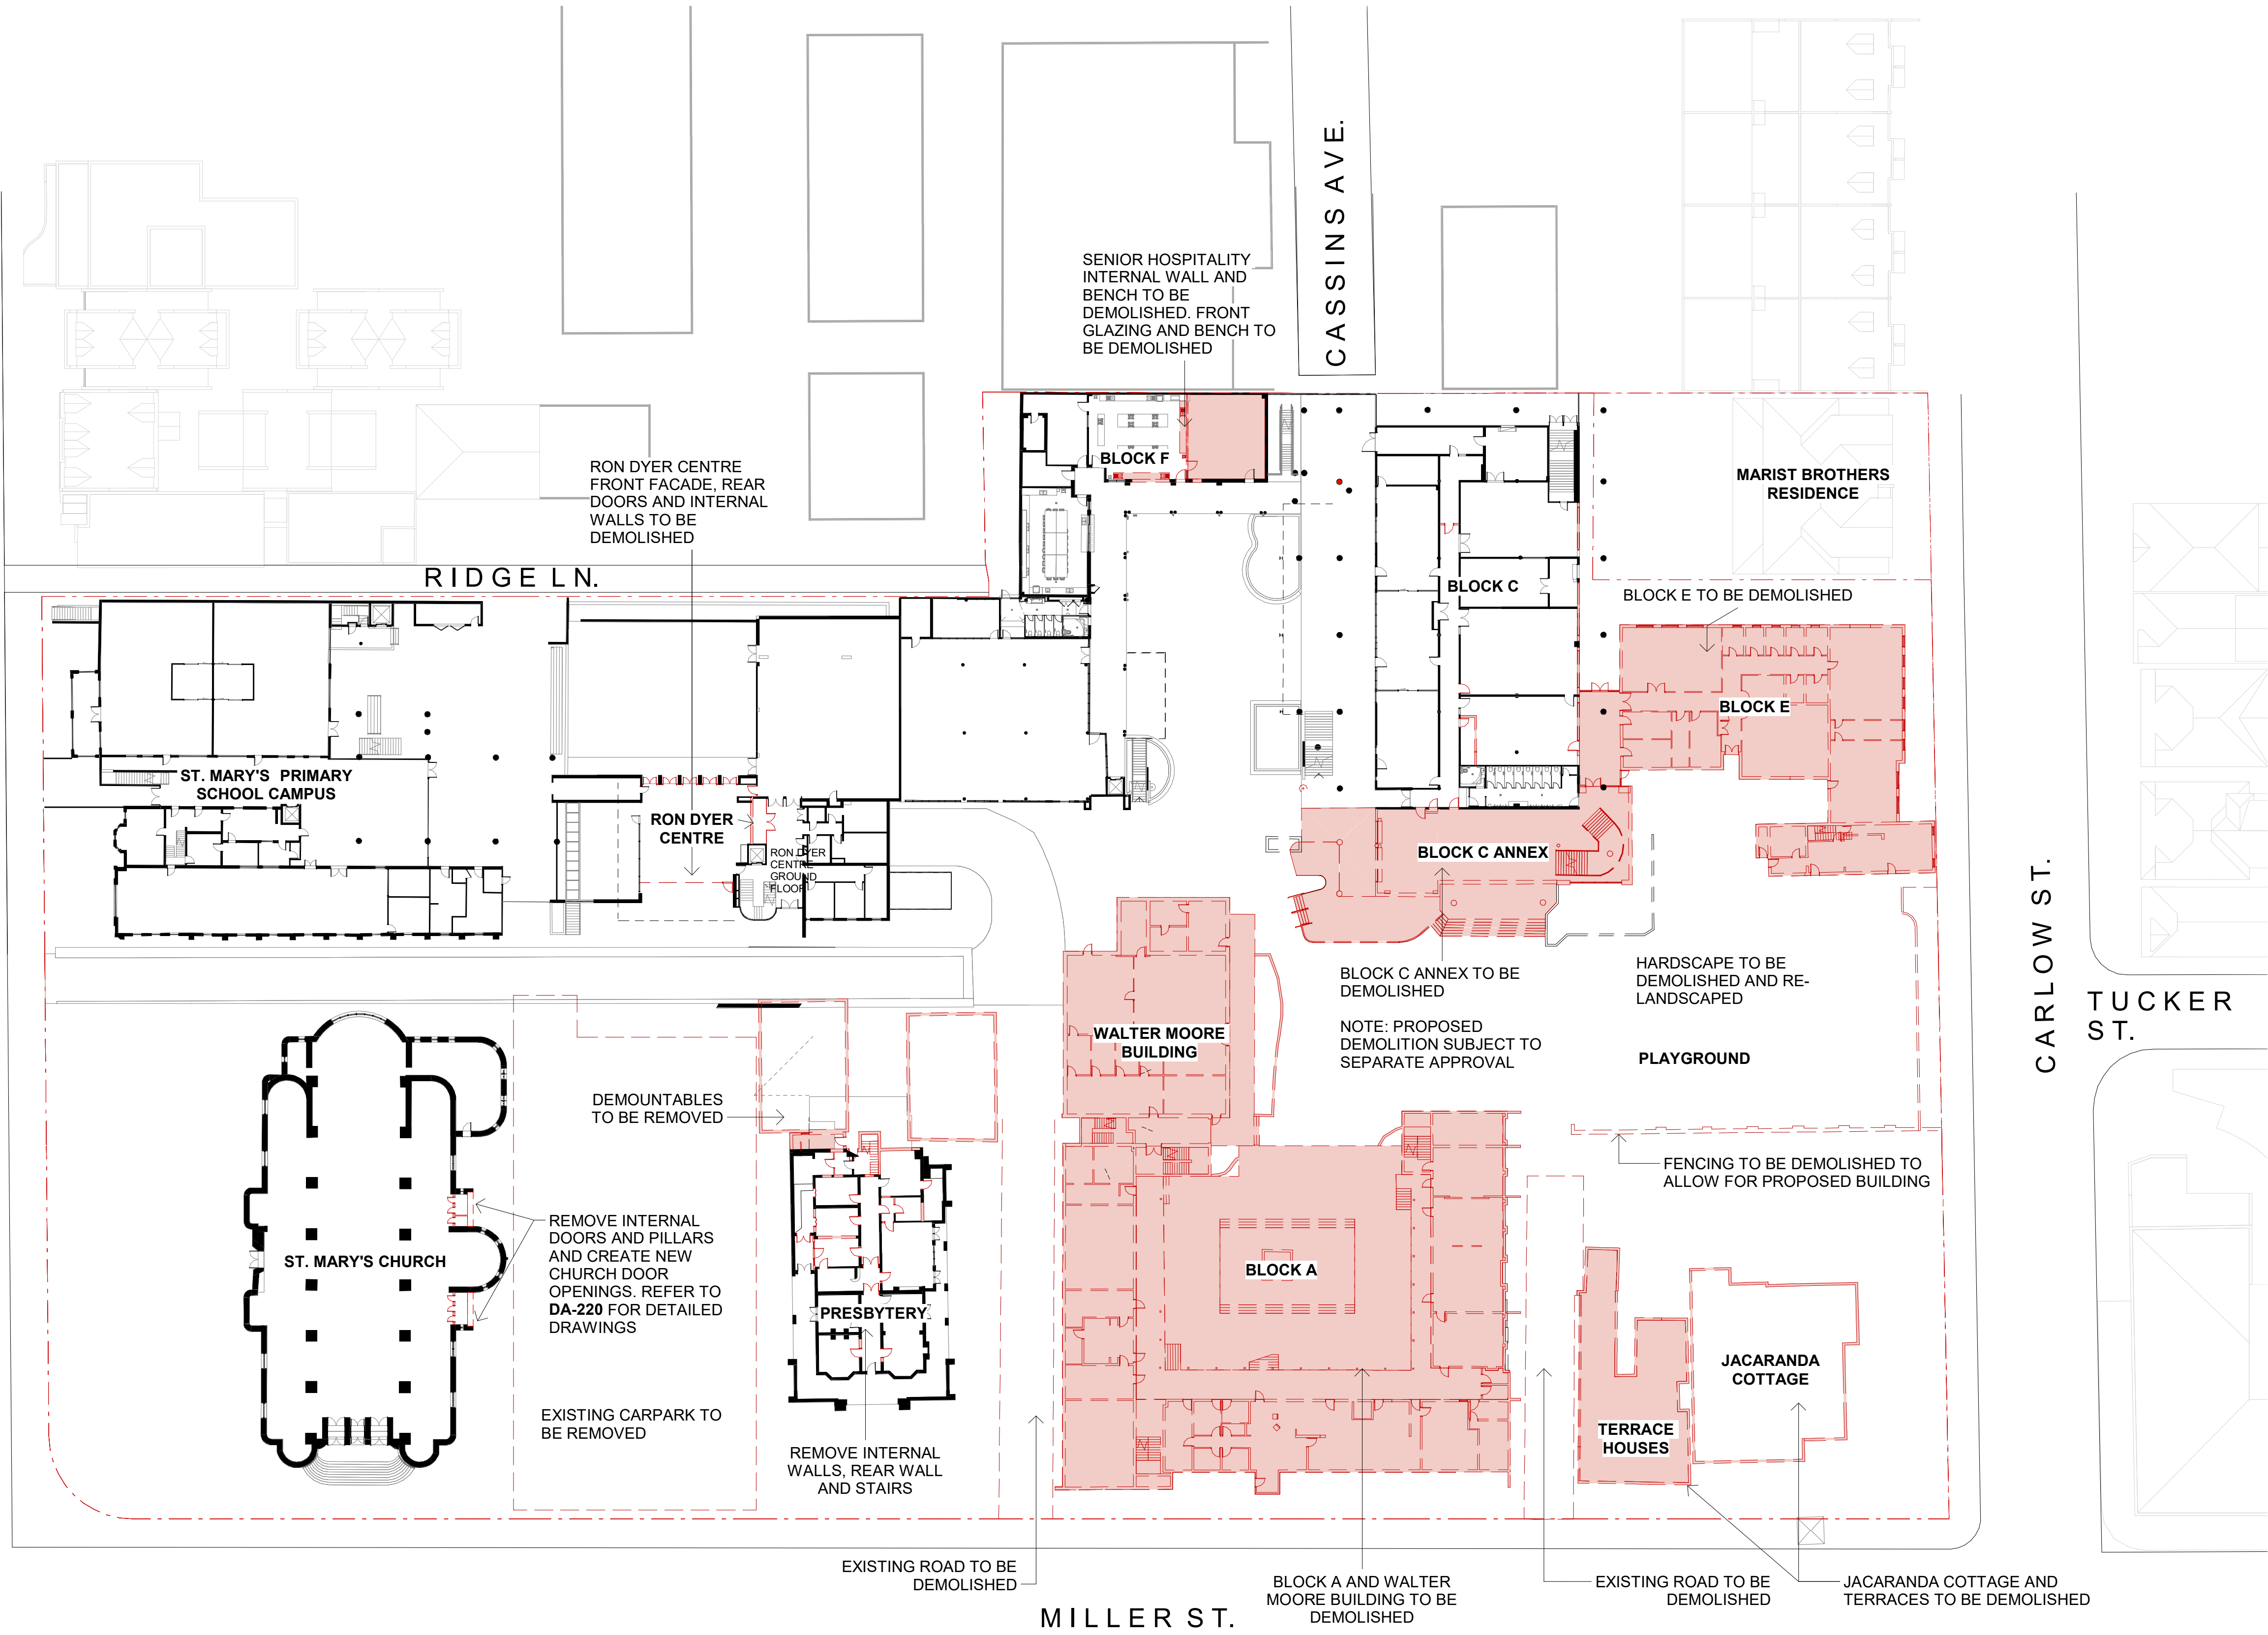 CASSINS AVE.
SENIOR HOSPITALITY
INTERNAL WALL AND
BENCH TO BE
DEMOLISHED. FRONT
GLAZING AND BENCH TO
BE DEMOLISHED
BLOCK F
RON DYER CENTRE
FRONT FACADE, REAR
DOORS AND INTERNAL
WALLS TO BE
DEMOLISHED
MARIST BROTHERS
RESIDENCE
RIDGE LN.
BLOCK C
BLOCK E TO BE DEMOLISHED
BLOCK E
ST. MARY'S PRIMARY
SCHOOL CAMPUS
RON DYER
CENTRE
RON DYER
CENTRE
GROUND
FLOOR
BLOCK C ANNEX
CARLOW ST.
TUCKER
ST.
BLOCK C ANNEX TO BE
DEMOLISHED
NOTE: PROPOSED
DEMOLITION SUBJECT TO
SEPARATE APPROVAL
HARDSCAPE TO BE
DEMOLISHED AND RE-
LANDSCAPED
PLAYGROUND
WALTER MOORE
BUILDING
DEMOUNTABLES
TO BE REMOVED
FENCING TO BE DEMOLISHED TO
ALLOW FOR PROPOSED BUILDING
ST. MARY'S CHURCH
REMOVE INTERNAL
DOORS AND PILLARS
AND CREATE NEW
CHURCH DOOR
OPENINGS. REFER TO
DA-220 FOR DETAILED
DRAWINGS
PRESBYTERY
BLOCK A
JACARANDA
COTTAGE
TERRACE
HOUSES
EXISTING CARPARK TO
BE REMOVED
REMOVE INTERNAL
WALLS, REAR WALL
AND STAIRS
EXISTING ROAD TO BE
DEMOLISHED
BLOCK A AND WALTER
MOORE BUILDING TO BE
DEMOLISHED
EXISTING ROAD TO BE
DEMOLISHED
JACARANDA COTTAGE AND
TERRACES TO BE DEMOLISHED
MILLER ST.